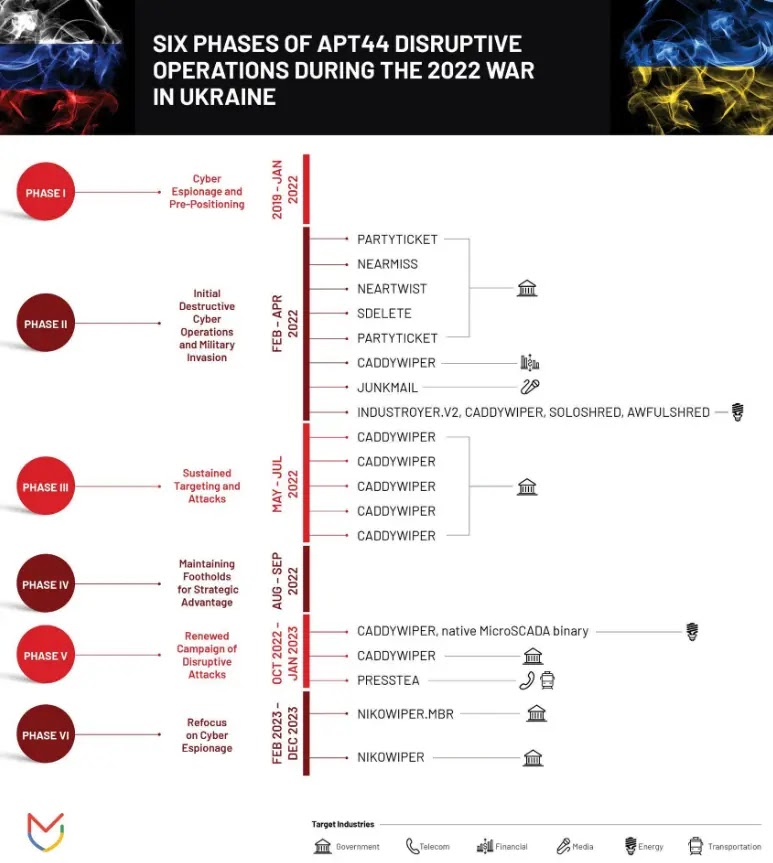 SIX PHASES OF APT44 DISRUPTIVE
OPERATIONS DURING THE 2022 WAR
IN UKRAINE
PHASE I
Cyber
Espionage and
Pre-Positioning
2019 - JAN
2022
PHASE II
Initial
Destructive
Cyber
Operations
and Military
Invasion
FEB – APR
2022
PARTYTICKET
NEARMISS
NEARTWIST
SDELETE
PARTYTICKET
CADDYWIPER
JUNKMAIL
INDUSTROYER.V2, CADDYWIPER, SOLOSHRED, AWFULSHRED
PHASE III
Sustained
Targeting and
Attacks
MAY - JUL
2022
CADDYWIPER
CADDYWIPER
CADDYWIPER
CADDYWIPER
CADDYWIPER
PHASE IV
Maintaining
Footholds
for Strategic
Advantage
AUG – SEP
2022
PHASE V
Renewed
Campaign of
Disruptive
Attacks
OCT 2022 –
JAN 2023
CADDYWIPER, native MicroSCADA binary
CADDYWIPER
PRESSTEA
PHASE VI
Refocus
on Cyber
Espionage
FEB 2023 –
DEC 2023
NIKOWIPER.MBR
NIKOWIPER
Target Industries
Government
Telecom
Financial
Media
Energy
Transportation